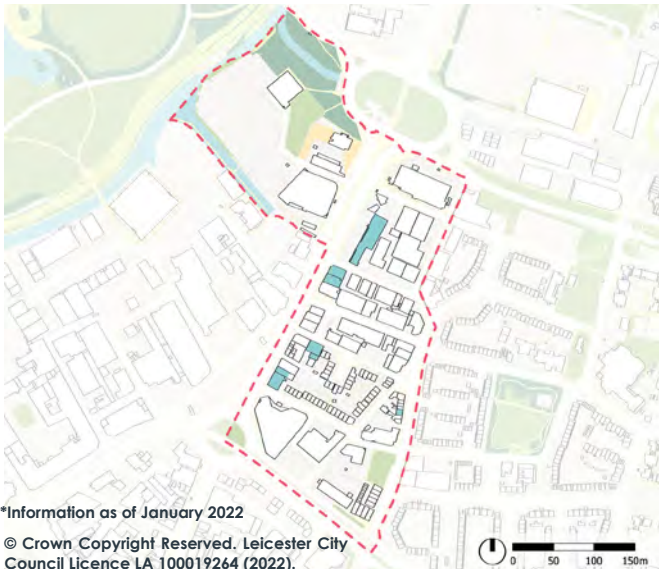 *Information as of January 2022
© Crown Copyright Reserved. Leicester City
Council Licence LA 100019264 (2022).
0 50 100 150m